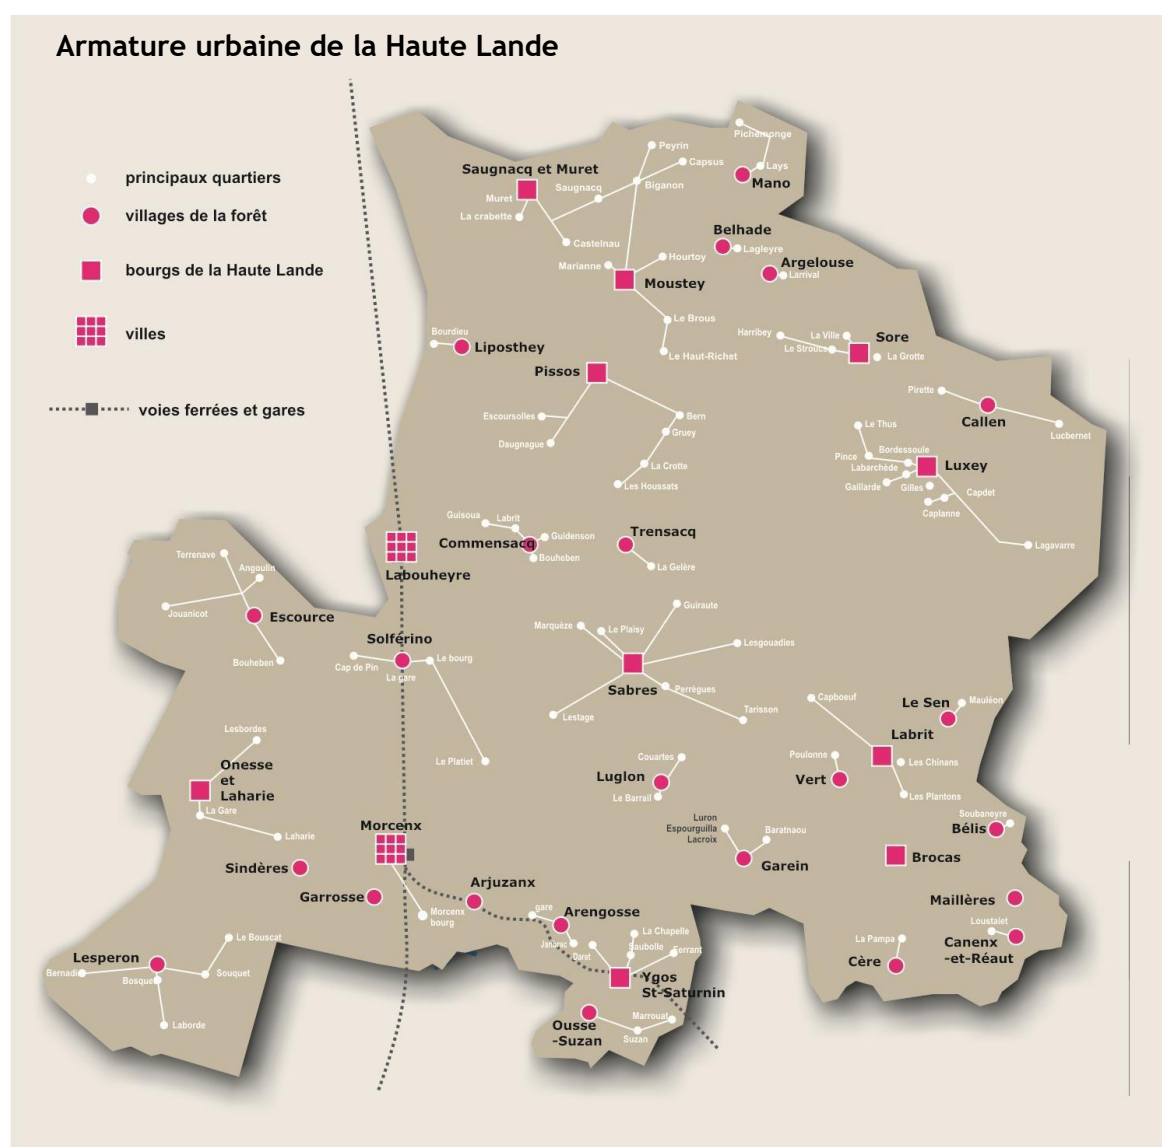 Armature urbaine de la Haute Lande
principaux quartiers
villages de la forêt
bourgs de la Haute Lande
villes
voies ferrées et gares
Pichemonge
Peyrin
Capsus
Lays
Saugnacq et Muret
Mano
Saugnacq
Biganon
Muret
La crabette
Castelnau
Belhade
Lagleyre
Hourtoy
Marianne
Argelouse
Larrival
Moustey
Le Brous
Bourdieu
Harribey
La Ville
Sore
Liposthey
Le Strouce
Le Haut-Richet
La Grotte
Pissos
Pirette
Escoursolles
Bern
Callen
Daugnague
Gruey
Le Thus
Lucbernet
Bordessoule
Pince
La Crotte
Labarchède
Luxey
Les Houssats
Gaillarde
Gilles
Capdet
Caplanne
Guisoua
Labrit
Commensacq
Guidenson
Trensacq
Lagavarre
Bouheben
La Gelère
Terrenave
Labouheyre
Angoulin
Jouanicot
Escource
Guiraute
Marquèze
Le Plaisy
Solférino
Lesgouadies
Bouheben
Cap de Pin
Le bourg
La gare
Sabres
Perrègues
Capboeuf
Le Sen
Mauléon
Lestage
Tarisson
Lesbordes
Labrit
Le Platiet
Couartes
Poulonne
Les Chinans
Onesse
et
Laharie
Luglon
Vert
Le Barrail
Les Plantons
La Gare
Soubaneyre
Luron
Espourguilla
Lacroix
Baratnaou
Bélis
Laharie
Morcenx
Garein
Brocas
Sindères
Garrosse
Arjuzanx
Maillères
Morcenx
bourg
gare
Arengosse
La Chapelle
Loustalet
Le Bouscat
Janarac
Daret
Saubolle
Ferrant
La Pampa
Canenx
-et-Réaut
Lesperon
Bernadi
Bosque
Souquet
Cère
Ygos
St-Saturnin
Laborde
Ousse
-Suzan
Marrouat
Suzan